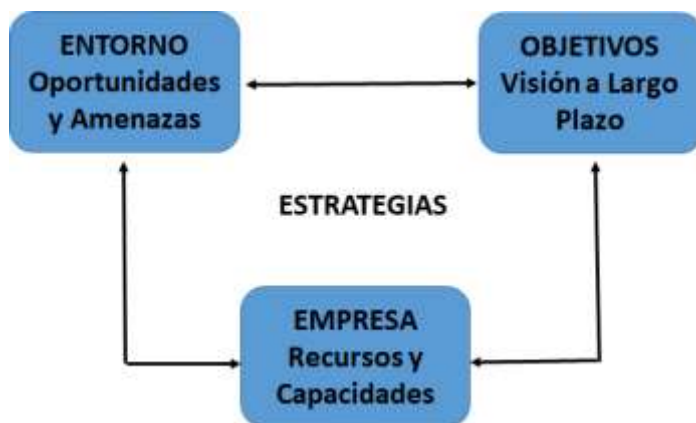 ENTORNO
Oportunidades
y Amenazas
OBJETIVOS
Visión a Largo
Plazo
ESTRATEGIAS
EMPRESA
Recursos y
Capacidades